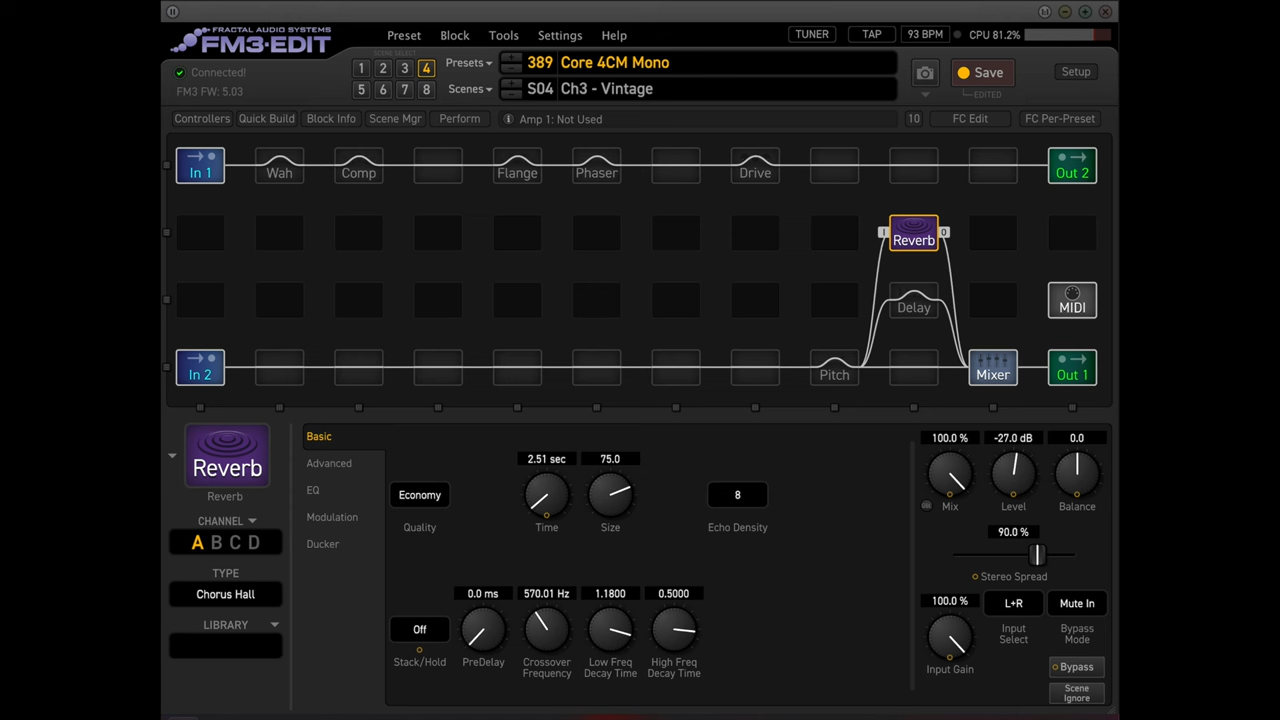 FRACTAL AUDIO SYSTEMS
FM3-EDIT
Preset Block Tools Settings Help
TUNER TAP 93 BPM CPU 81.2%
SCENE SELECT
1 2 3 4
5 6 7 8
Presets 389 Core 4CM Mono
Scenes S04 Ch3 - Vintage
Save
EDITED
Setup
Connected!
FM3 FW: 5.03
Controllers Quick Build Block Info Scene Mgr Perform Amp 1: Not Used 10 FC Edit FC Per-Preset
In 1 Wah Comp Flange Phaser Drive Out 2
I Reverb O
Delay MIDI
In 2 Pitch Mixer Out 1
Reverb
Reverb
CHANNEL
A B C D
TYPE
Chorus Hall
LIBRARY
Basic
Advanced
EQ
Modulation
Ducker
2.51 sec 75.0
Economy 8
Quality Time Size Echo Density
0.0 ms 570.01 Hz 1.1800 0.5000
Off
Stack/Hold PreDelay Crossover Frequency Low Freq Decay Time High Freq Decay Time
100.0 % -27.0 dB 0.0
Mix Level Balance
90.0 %
Stereo Spread
100.0 % L+R Mute In
Input Gain Input Select Bypass Mode
Bypass
Scene Ignore